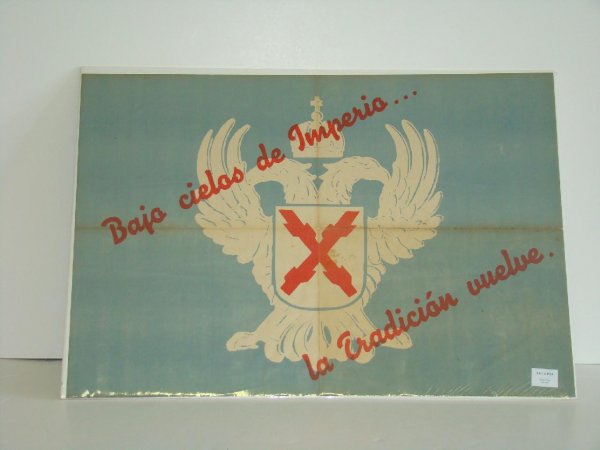 Bajo cielos de Imperio...
la Tradición vuelve.